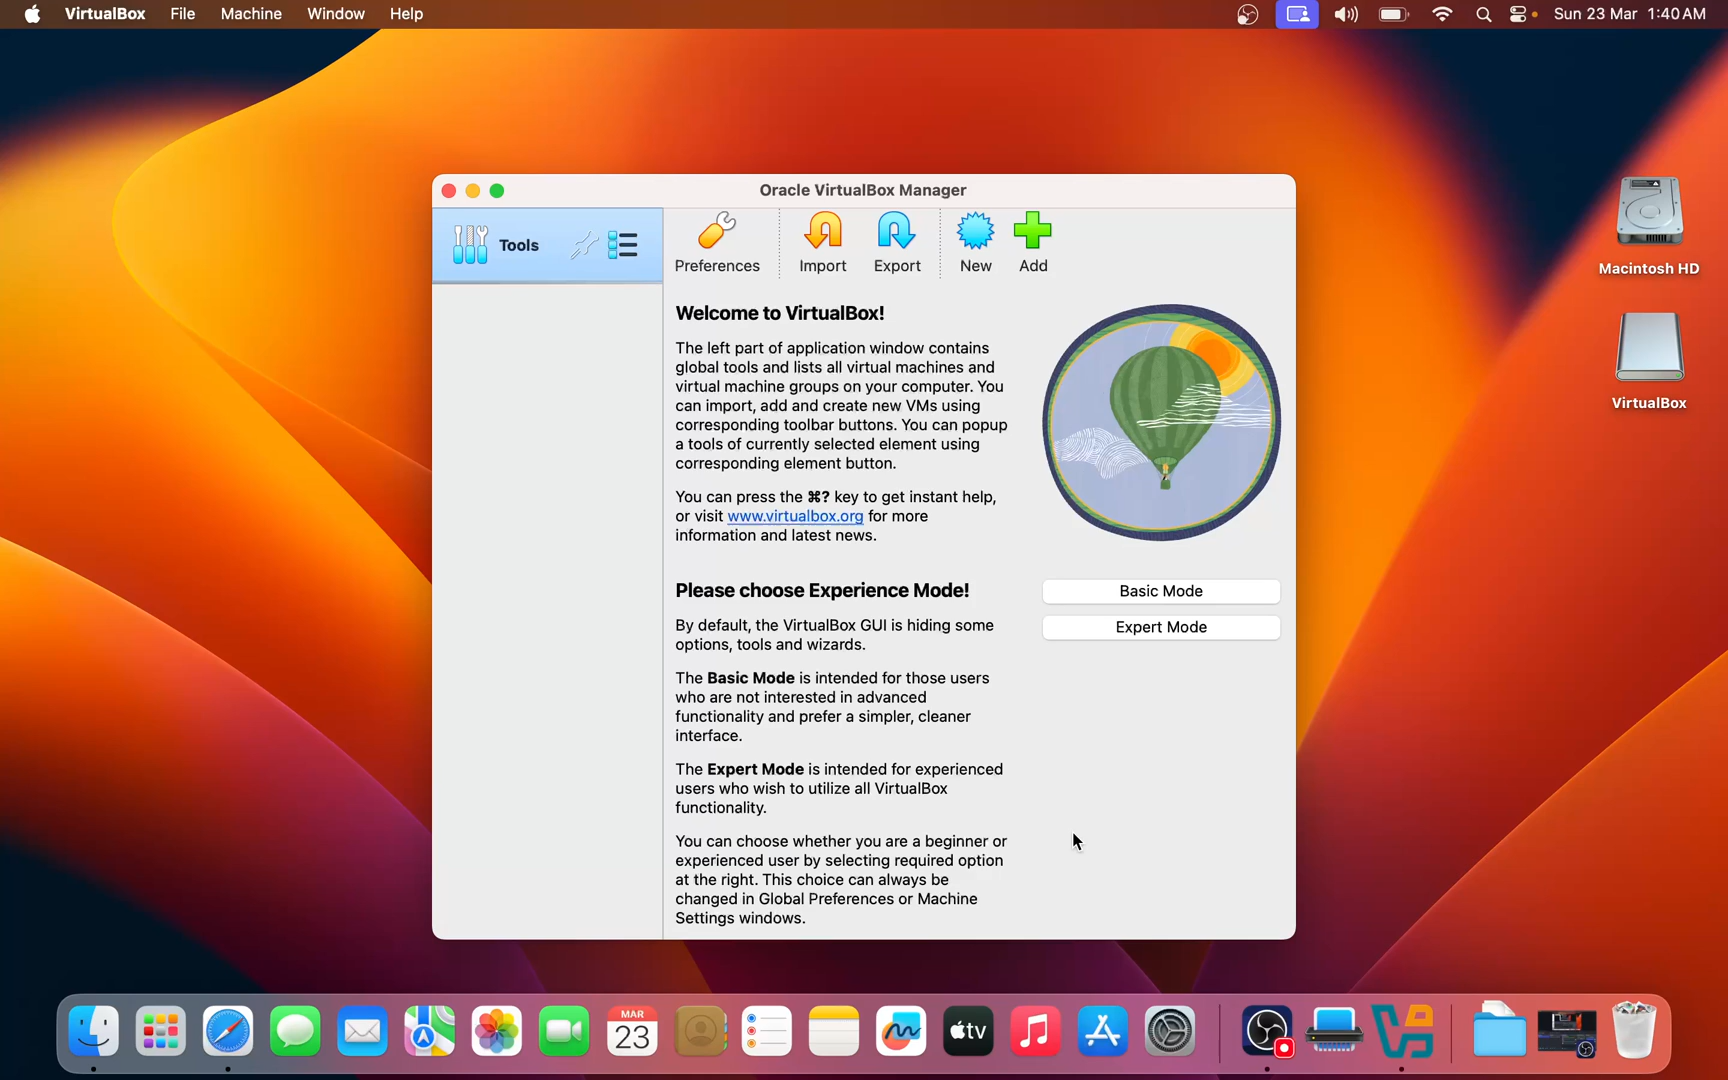 VirtualBox File Machine Window Help
Sun 23 Mar 1:40 AM
Oracle VirtualBox Manager
Tools
Preferences
Import
Export
New
Add
Welcome to VirtualBox!
The left part of application window contains
global tools and lists all virtual machines and
virtual machine groups on your computer. You
can import, add and create new VMs using
corresponding toolbar buttons. You can popup
a tools of currently selected element using
corresponding element button.
You can press the ⌘? key to get instant help,
or visit www.virtualbox.org for more
information and latest news.
Please choose Experience Mode!
By default, the VirtualBox GUI is hiding some
options, tools and wizards.
The Basic Mode is intended for those users
who are not interested in advanced
functionality and prefer a simpler, cleaner
interface.
The Expert Mode is intended for experienced
users who wish to utilize all VirtualBox
functionality.
You can choose whether you are a beginner or
experienced user by selecting required option
at the right. This choice can always be
changed in Global Preferences or Machine
Settings windows.
Basic Mode
Expert Mode
Macintosh HD
VirtualBox
MAR
23
tv